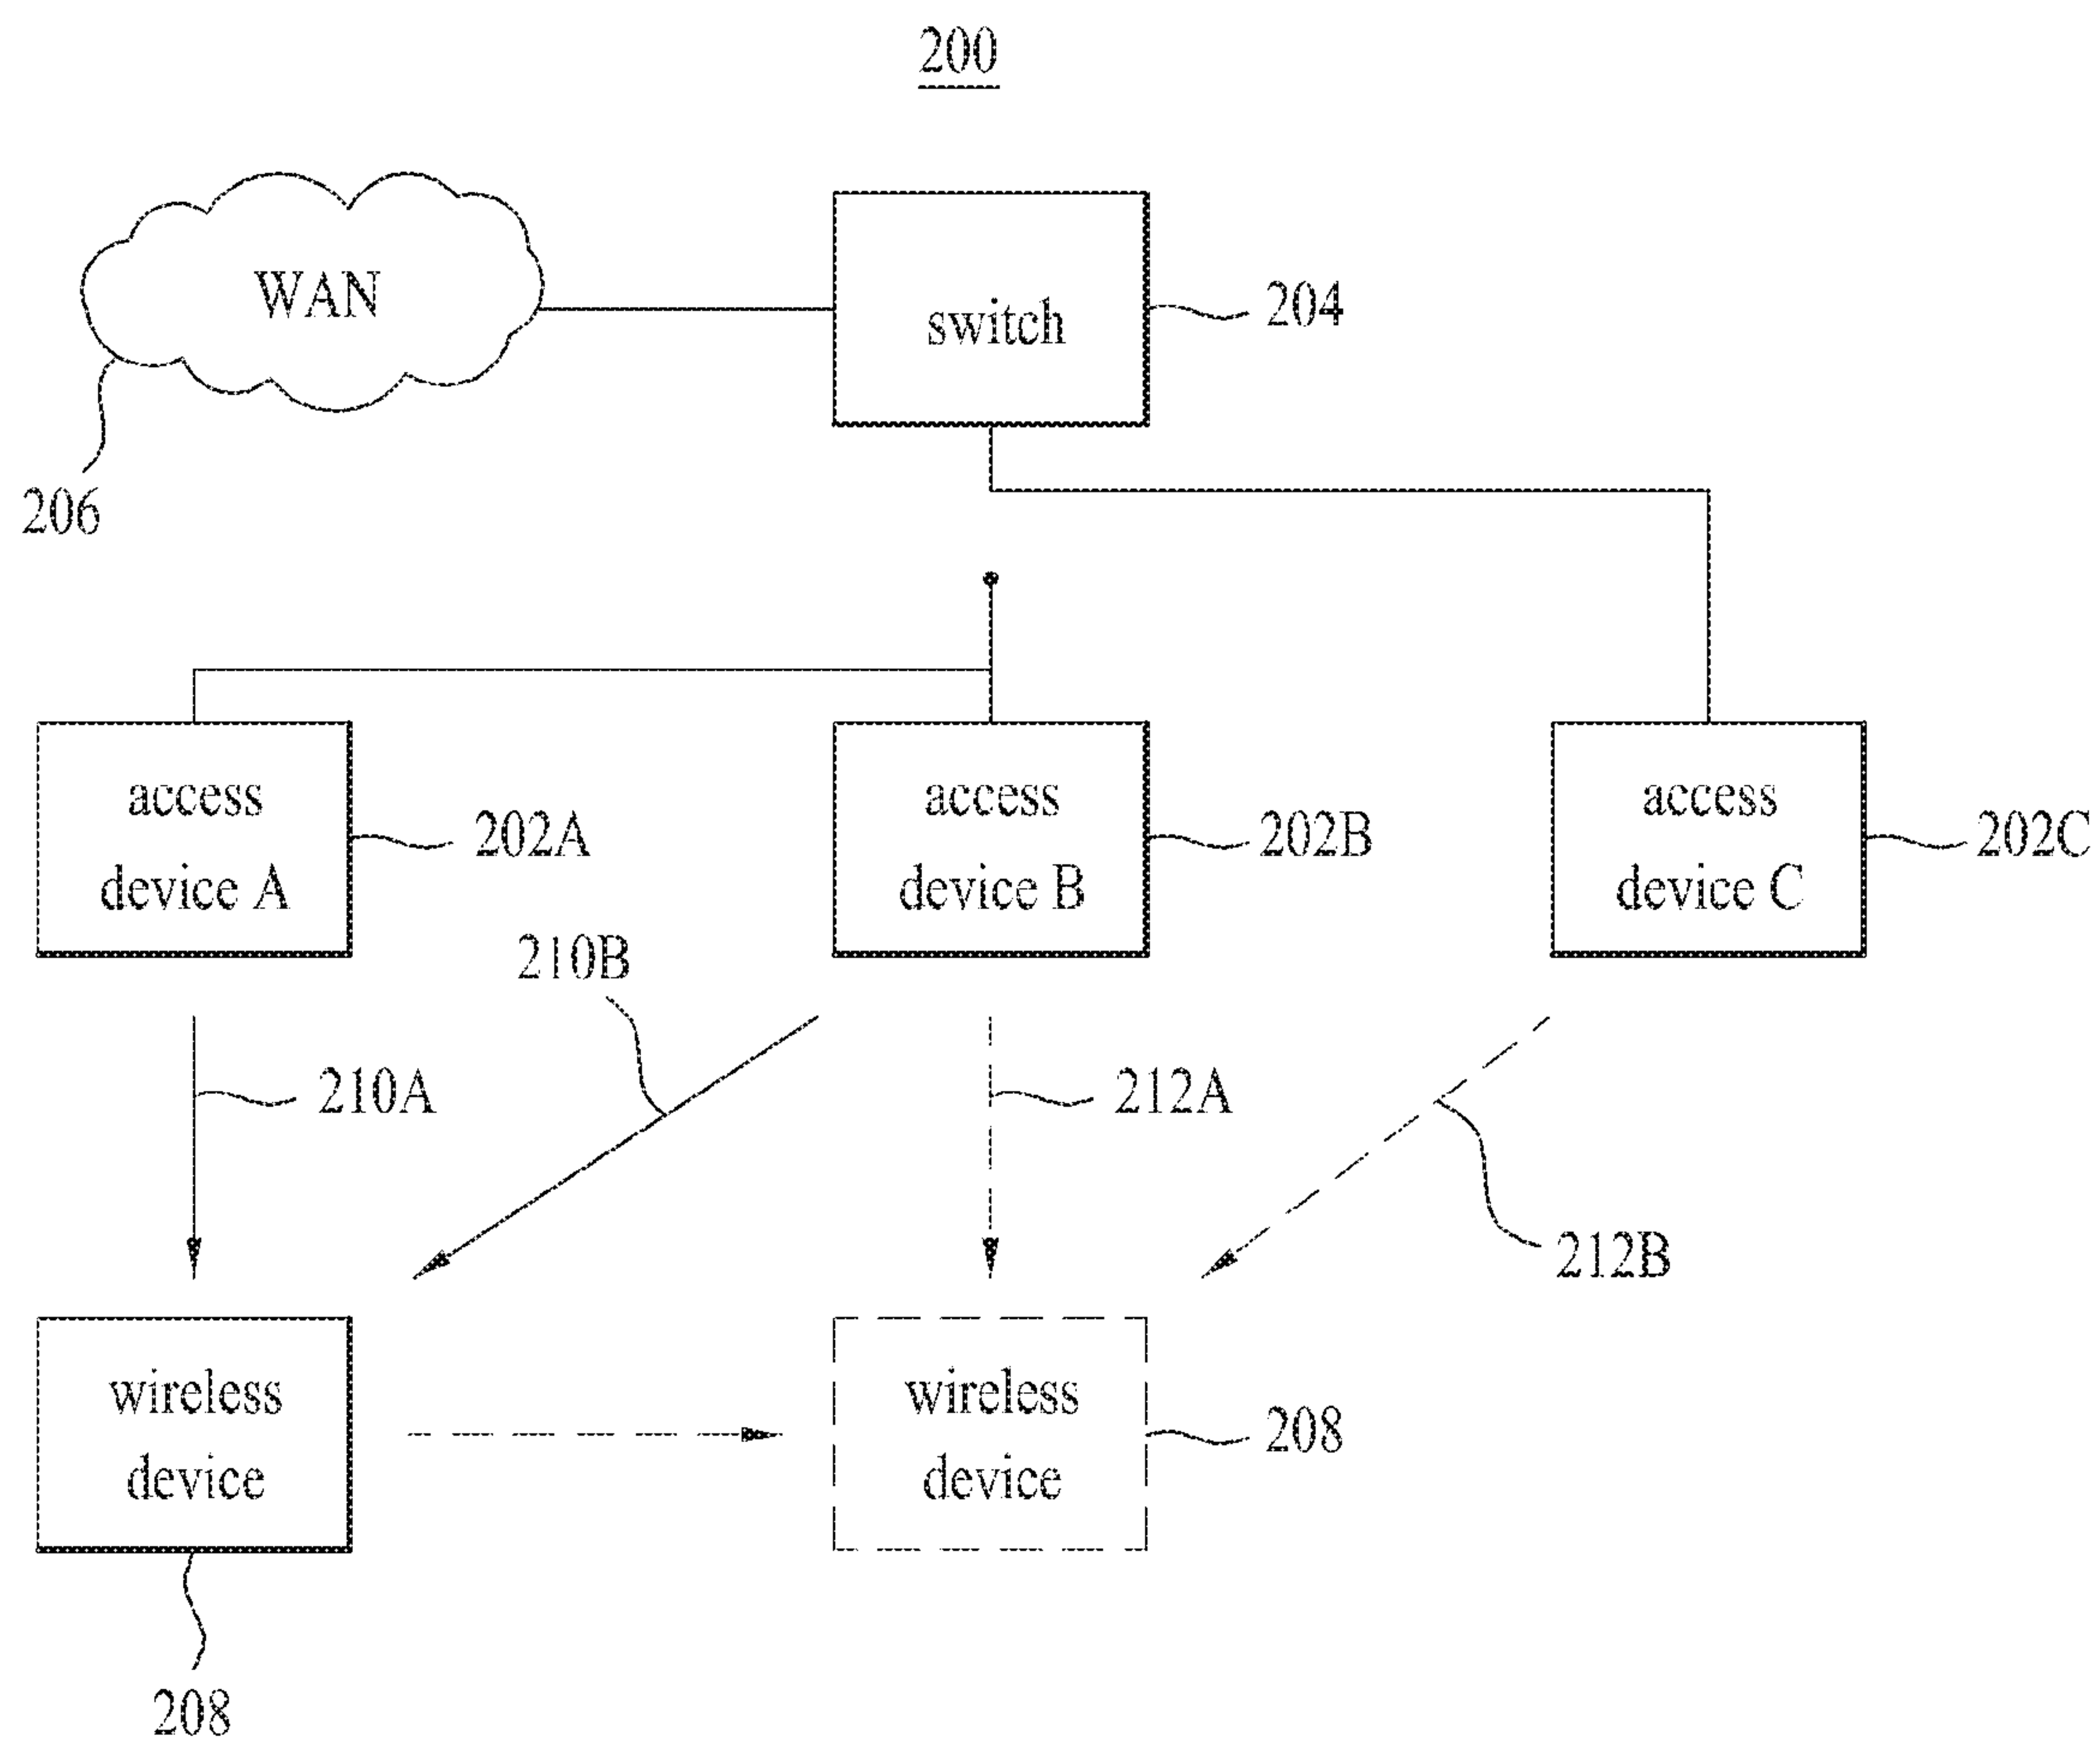 200
WAN
switch
204
206
access
device A
202A
access
device B
202B
access
device C
202C
210B
210A
212A
212B
wireless
device
wireless
device
208
208